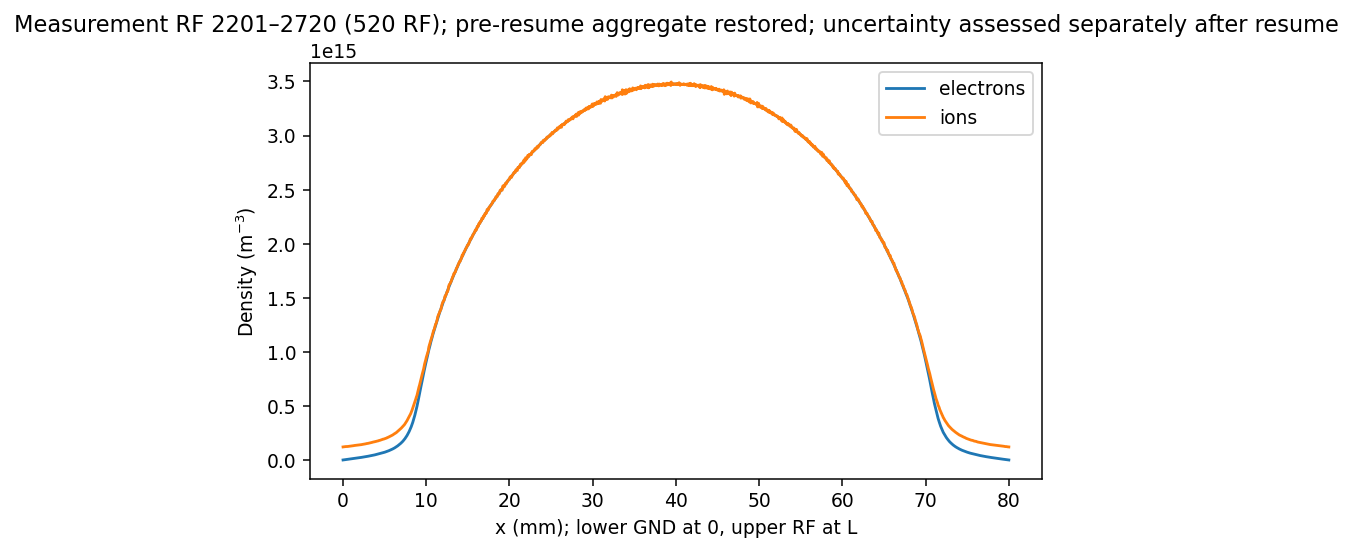 Measurement RF 2201–2720 (520 RF); pre-resume aggregate restored; uncertainty assessed separately after resume
1e15
3.5
3.0
2.5
2.0
1.5
1.0
0.5
0.0
Density (m⁻³)
electrons
ions
0 10 20 30 40 50 60 70 80
x (mm); lower GND at 0, upper RF at L